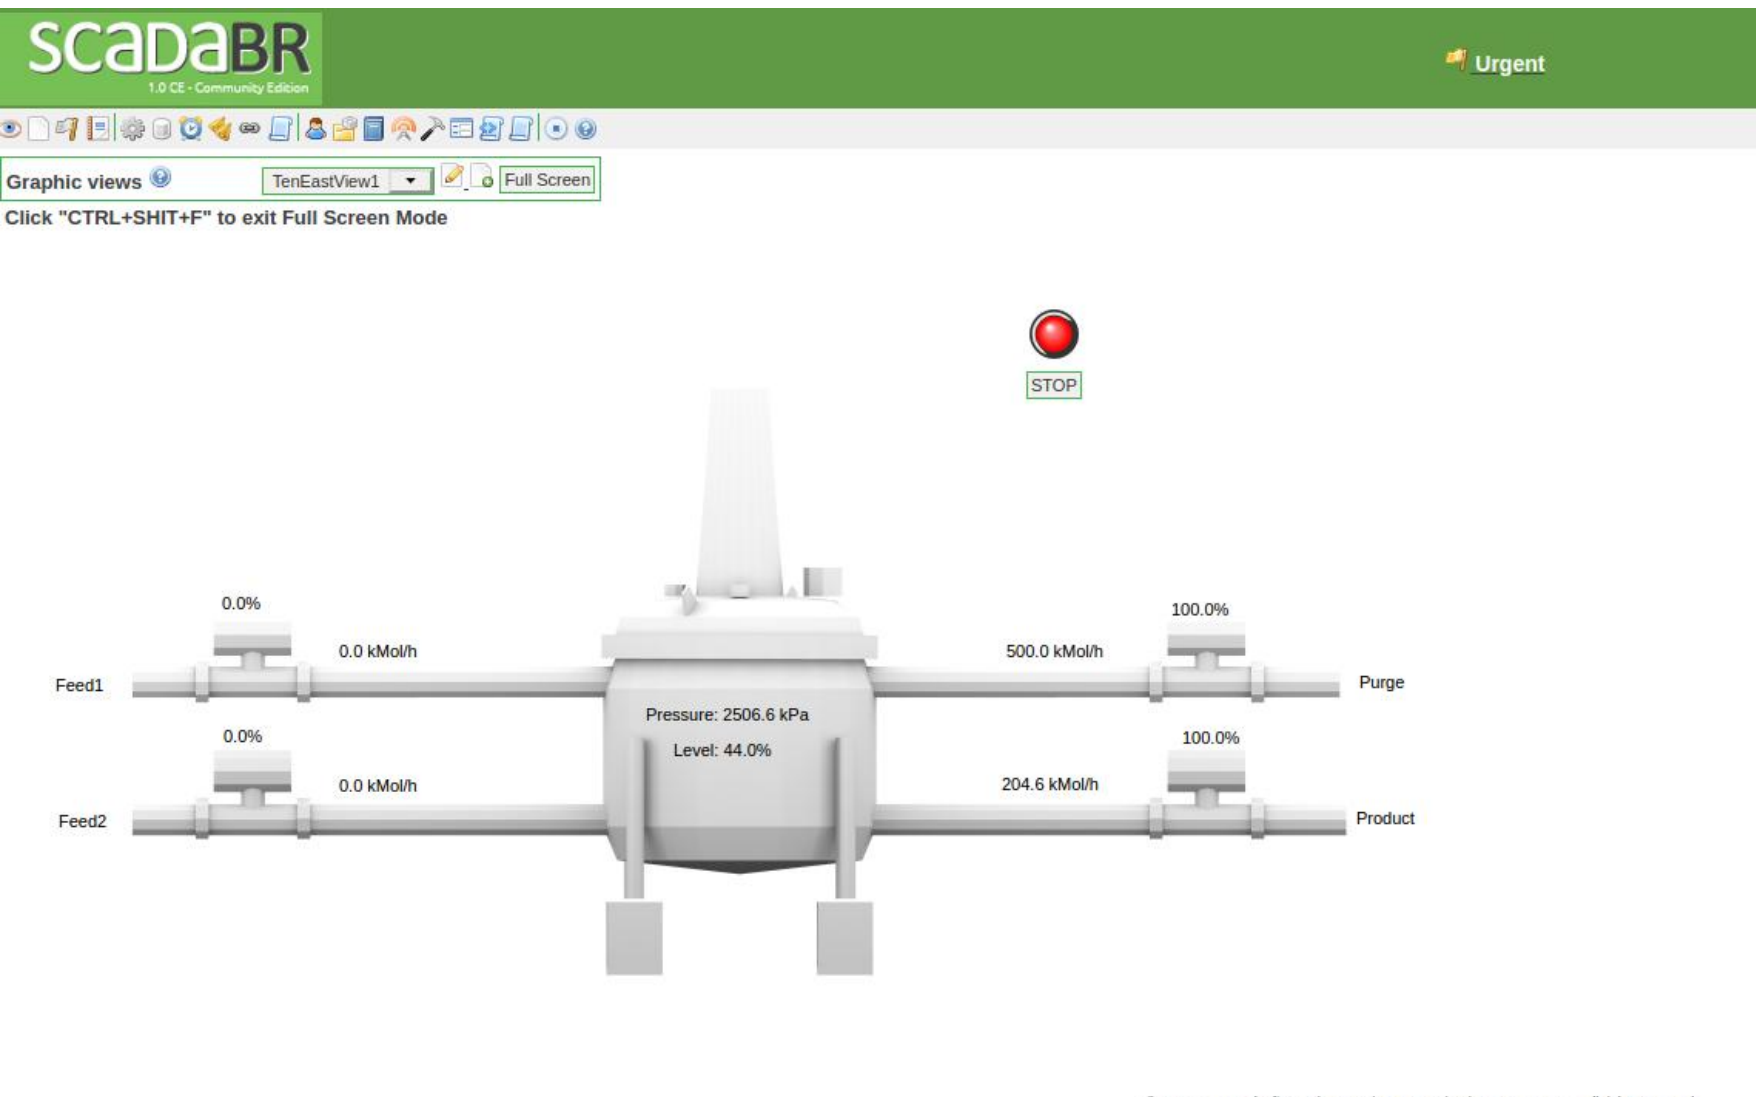 scadaBR
1.0 CE - Community Edition
Urgent
Graphic views
TenEastView1
Full Screen
Click "CTRL+SHIT+F" to exit Full Screen Mode
STOP
0.0%
100.0%
0.0 kMol/h
500.0 kMol/h
Feed1
Purge
Pressure: 2506.6 kPa
0.0%
100.0%
Level: 44.0%
0.0 kMol/h
204.6 kMol/h
Feed2
Product